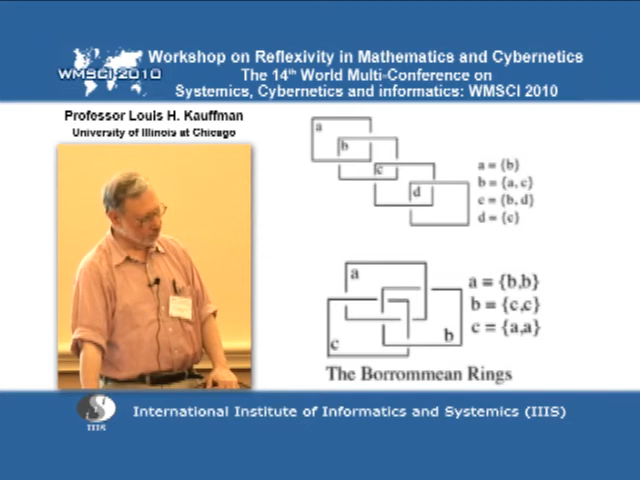 WMSCI 2010
Workshop on Reflexivity in Mathematics and Cybernetics
The 14th World Multi-Conference on
Systemics, Cybernetics and informatics: WMSCI 2010
Professor Louis H. Kauffman
University of Illinois at Chicago
a
b
c
d
a = {b}
b = {a, c}
c = {b, d}
d = {c}
a
b
c
a = {b,b}
b = {c,c}
c = {a,a}
The Borrommean Rings
IIIS
International Institute of Informatics and Systemics (IIIS)